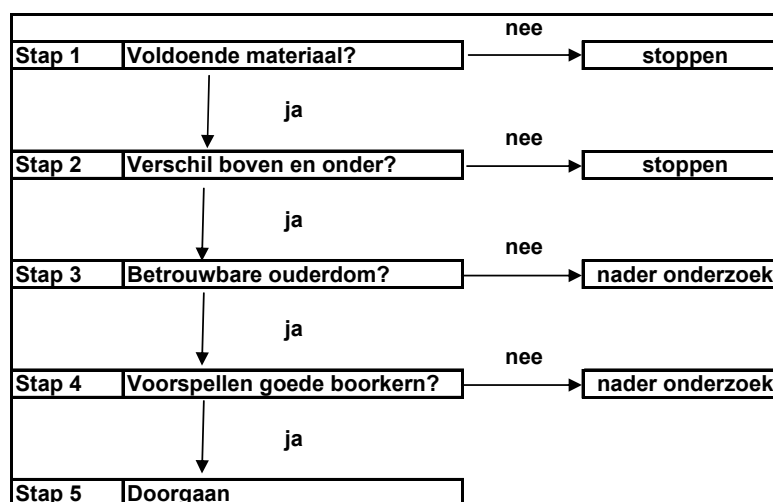 nee
Stap 1 Voldoende materiaal? stoppen
ja
nee
Stap 2 Verschil boven en onder? stoppen
ja
nee
Stap 3 Betrouwbare ouderdom? nader onderzoek
ja
nee
Stap 4 Voorspellen goede boorkern? nader onderzoek
ja
Stap 5 Doorgaan